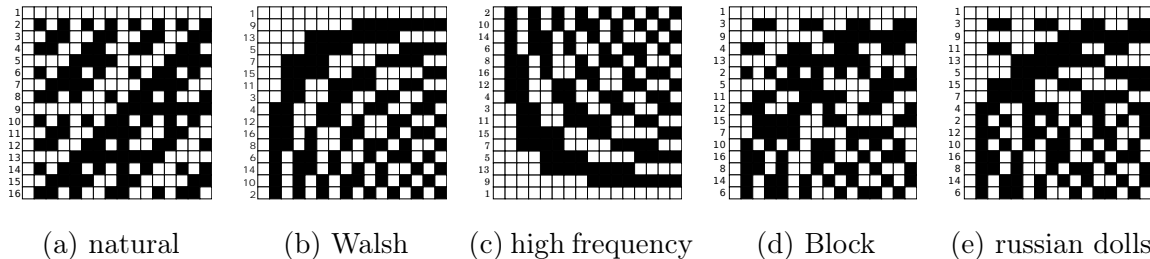 1 1 2 1 1
2 9 10 3 3
3 13 14 9 9
4 5 6 4 11
5 7 8 13 13
6 15 16 2 5
7 11 12 5 15
8 3 4 11 7
9 4 3 12 4
10 12 11 15 2
11 16 15 7 12
12 8 7 10 10
13 6 5 16 16
14 14 13 8 8
15 10 9 14 14
16 2 1 6 6
(a) natural (b) Walsh (c) high frequency (d) Block (e) russian dolls